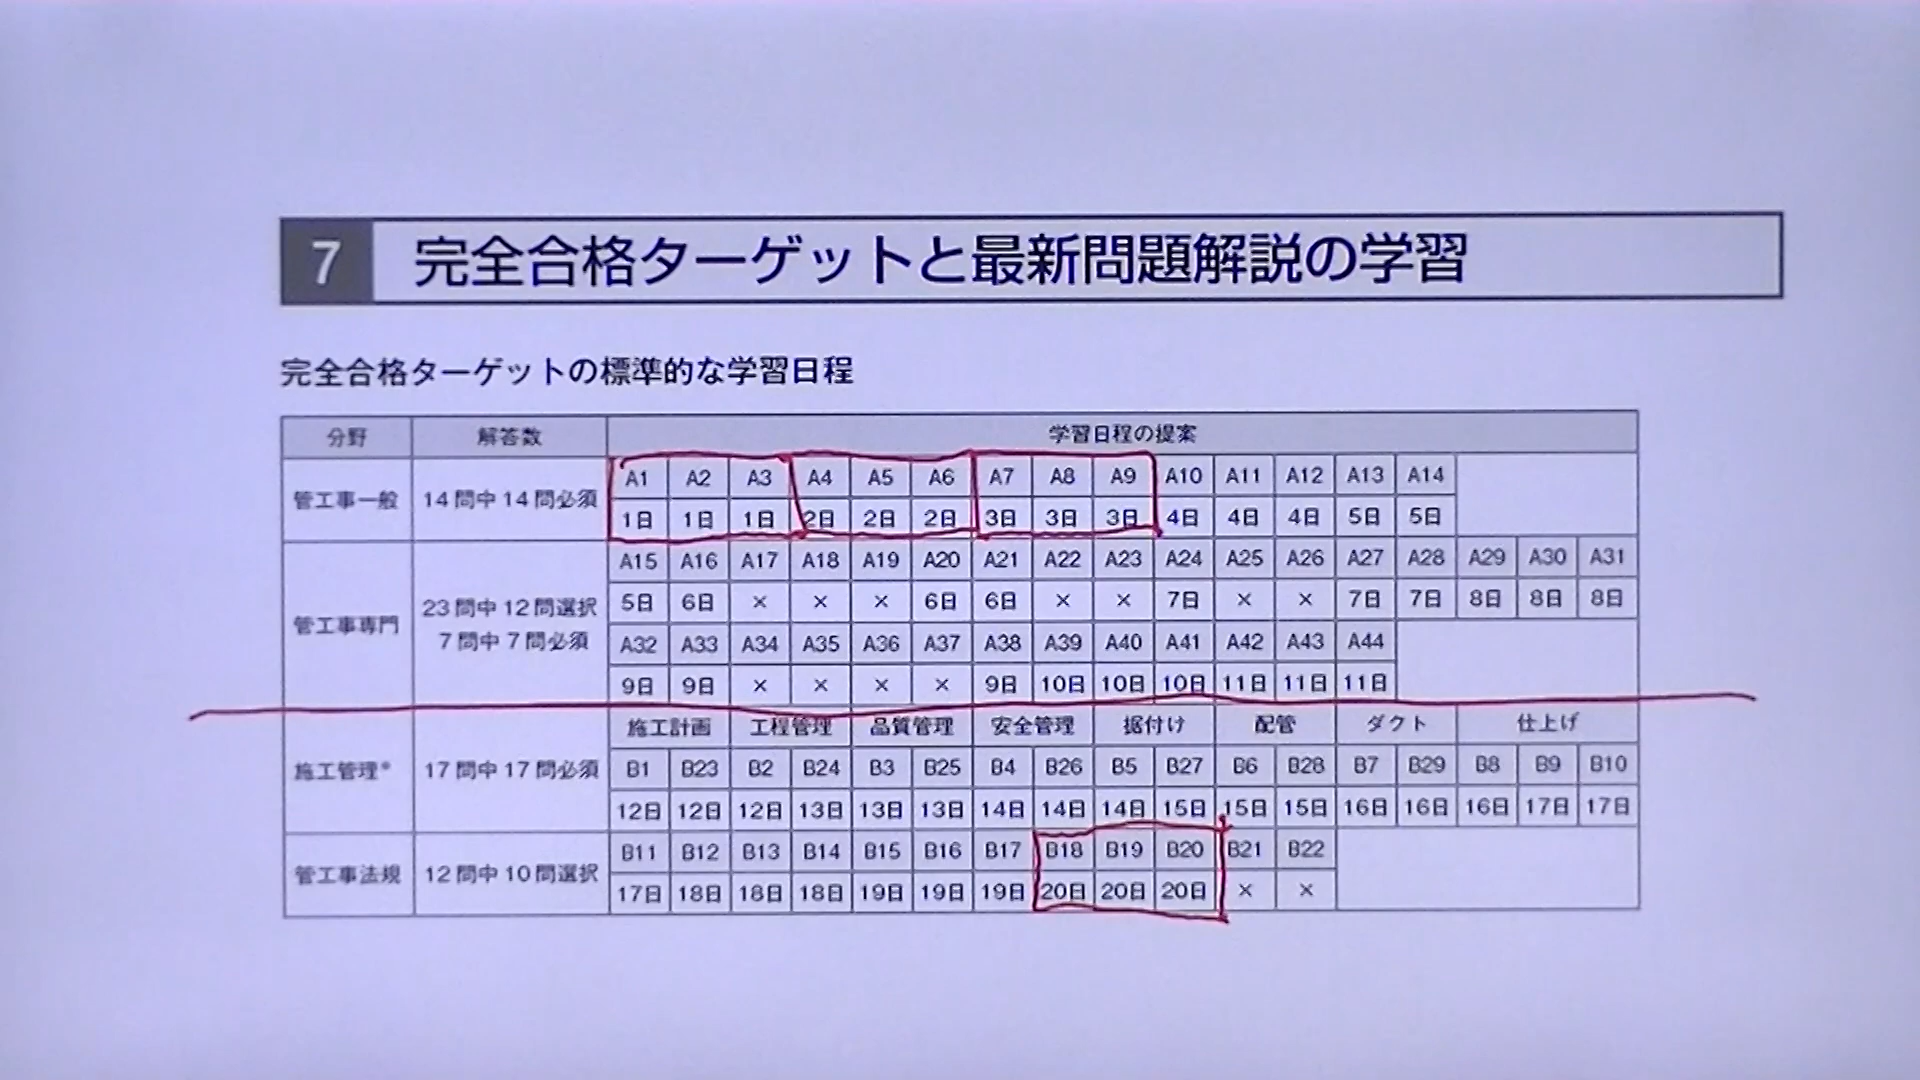 7 完全合格ターゲットと最新問題解説の学習
完全合格ターゲットの標準的な学習日程
分野 解答数 学習日程の提案
管工事一般 14問中14問必須 A1 A2 A3 A4 A5 A6 A7 A8 A9 A10 A11 A12 A13 A14
1日 1日 1日 2日 2日 2日 3日 3日 3日 4日 4日 4日 5日 5日
管工事専門 23問中12問選択 7問中7問必須 A15 A16 A17 A18 A19 A20 A21 A22 A23 A24 A25 A26 A27 A28 A29 A30 A31
5日 6日 × × × 6日 6日 × × 7日 × × 7日 7日 8日 8日 8日
A32 A33 A34 A35 A36 A37 A38 A39 A40 A41 A42 A43 A44
9日 9日 × × × × 9日 10日 10日 10日 11日 11日 11日
施工計画 工程管理 品質管理 安全管理 据付け 配管 ダクト 仕上げ
施工管理* 17問中17問必須 B1 B23 B2 B24 B3 B25 B4 B26 B5 B27 B6 B28 B7 B29 B8 B9 B10
12日 12日 12日 13日 13日 13日 14日 14日 14日 15日 15日 15日 16日 16日 16日 17日 17日
管工事法規 12問中10問選択 B11 B12 B13 B14 B15 B16 B17 B18 B19 B20 B21 B22
17日 18日 18日 18日 19日 19日 19日 20日 20日 20日 × ×